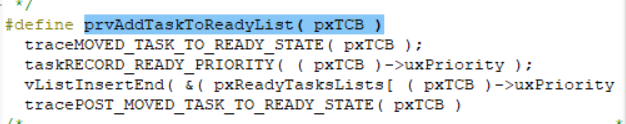 */
#define prvAddTaskToReadyList( pxTCB )
traceMOVED_TASK_TO_READY_STATE( pxTCB );
taskRECORD_READY_PRIORITY( ( pxTCB )->uxPriority );
vListInsertEnd( &( pxReadyTasksLists[ ( pxTCB )->uxPriority
tracePOST_MOVED_TASK_TO_READY_STATE( pxTCB )
/*